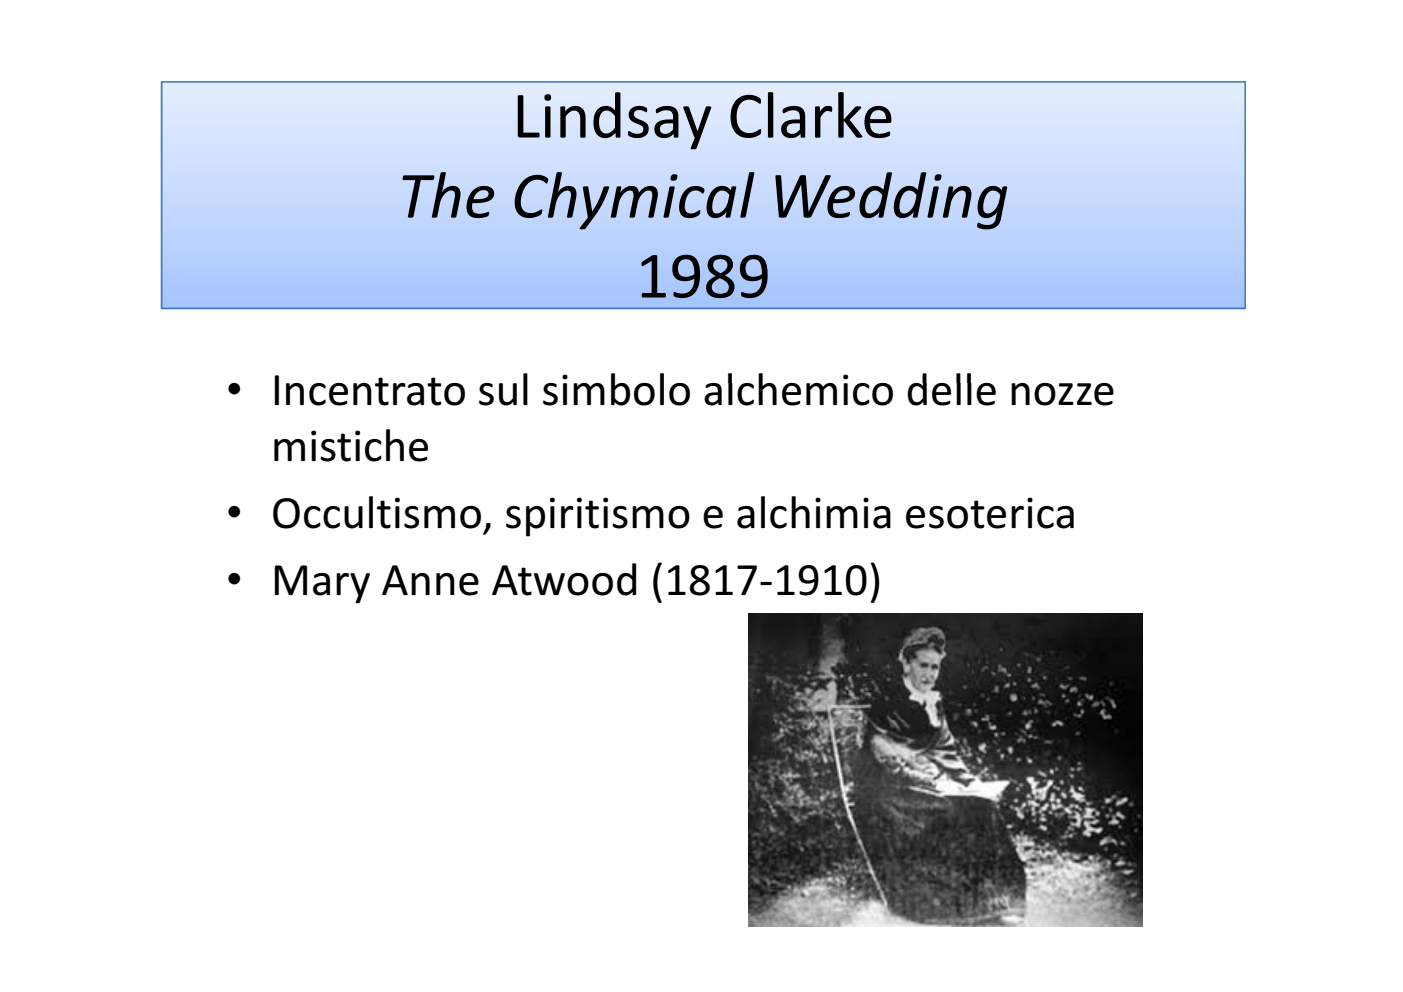 Lindsay Clarke
The Chymical Wedding
1989
• Incentrato sul simbolo alchemico delle nozze
mistiche
• Occultismo, spiritismo e alchimia esoterica
• Mary Anne Atwood (1817-1910)